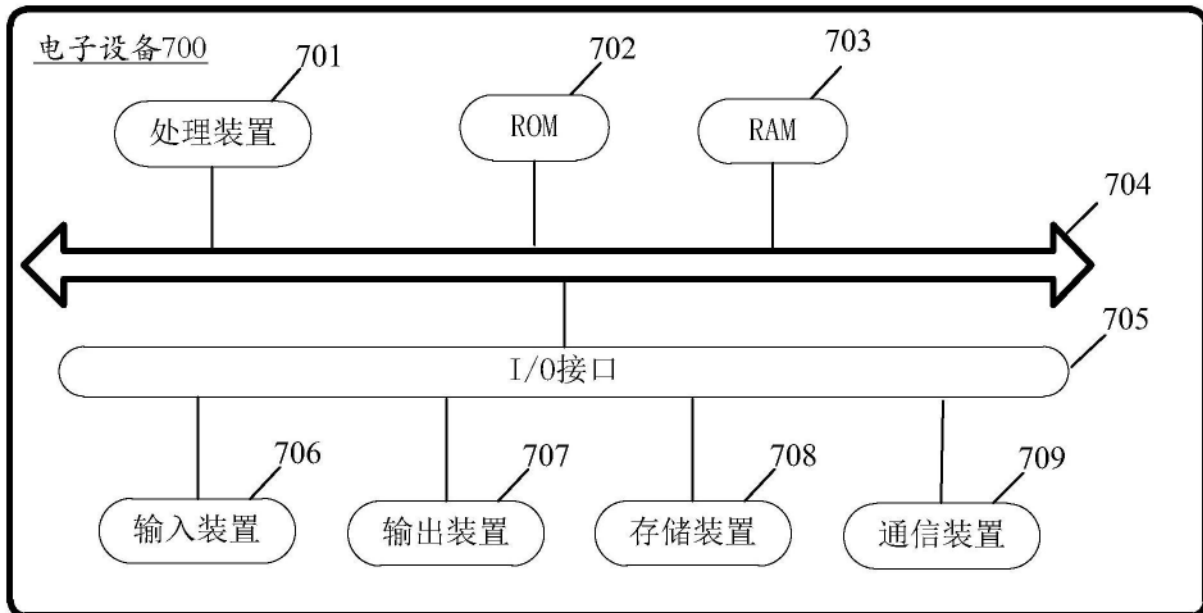 电子设备700
701
702
703
处理装置
ROM
RAM
704
705
I/O接口
706
707
708
709
输入装置
输出装置
存储装置
通信装置